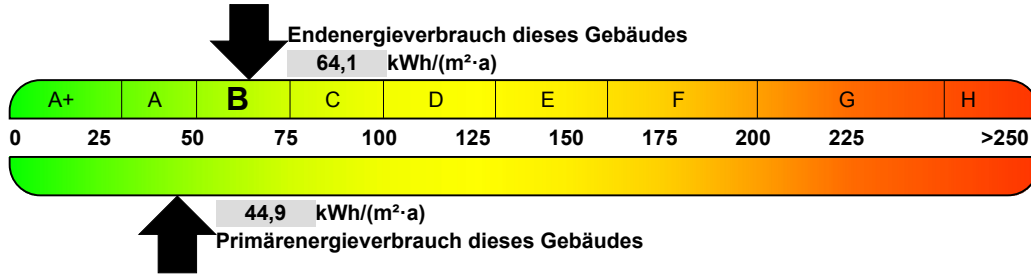 Endenergieverbrauch dieses Gebäudes
64,1 kWh/(m²·a)
A+ A B C D E F G H
0 25 50 75 100 125 150 175 200 225 >250
44,9 kWh/(m²·a)
Primärenergieverbrauch dieses Gebäudes